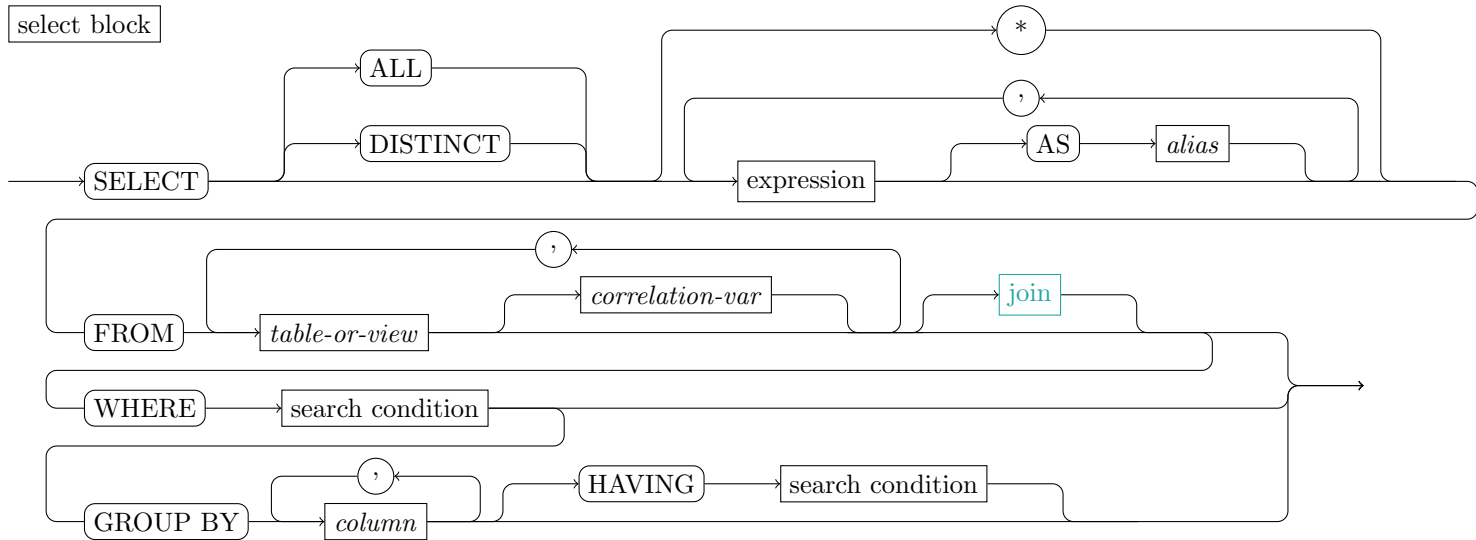 select block
*
ALL
,
DISTINCT
AS alias
SELECT expression
,
correlation-var join
FROM table-or-view
WHERE search condition
, HAVING search condition
GROUP BY column